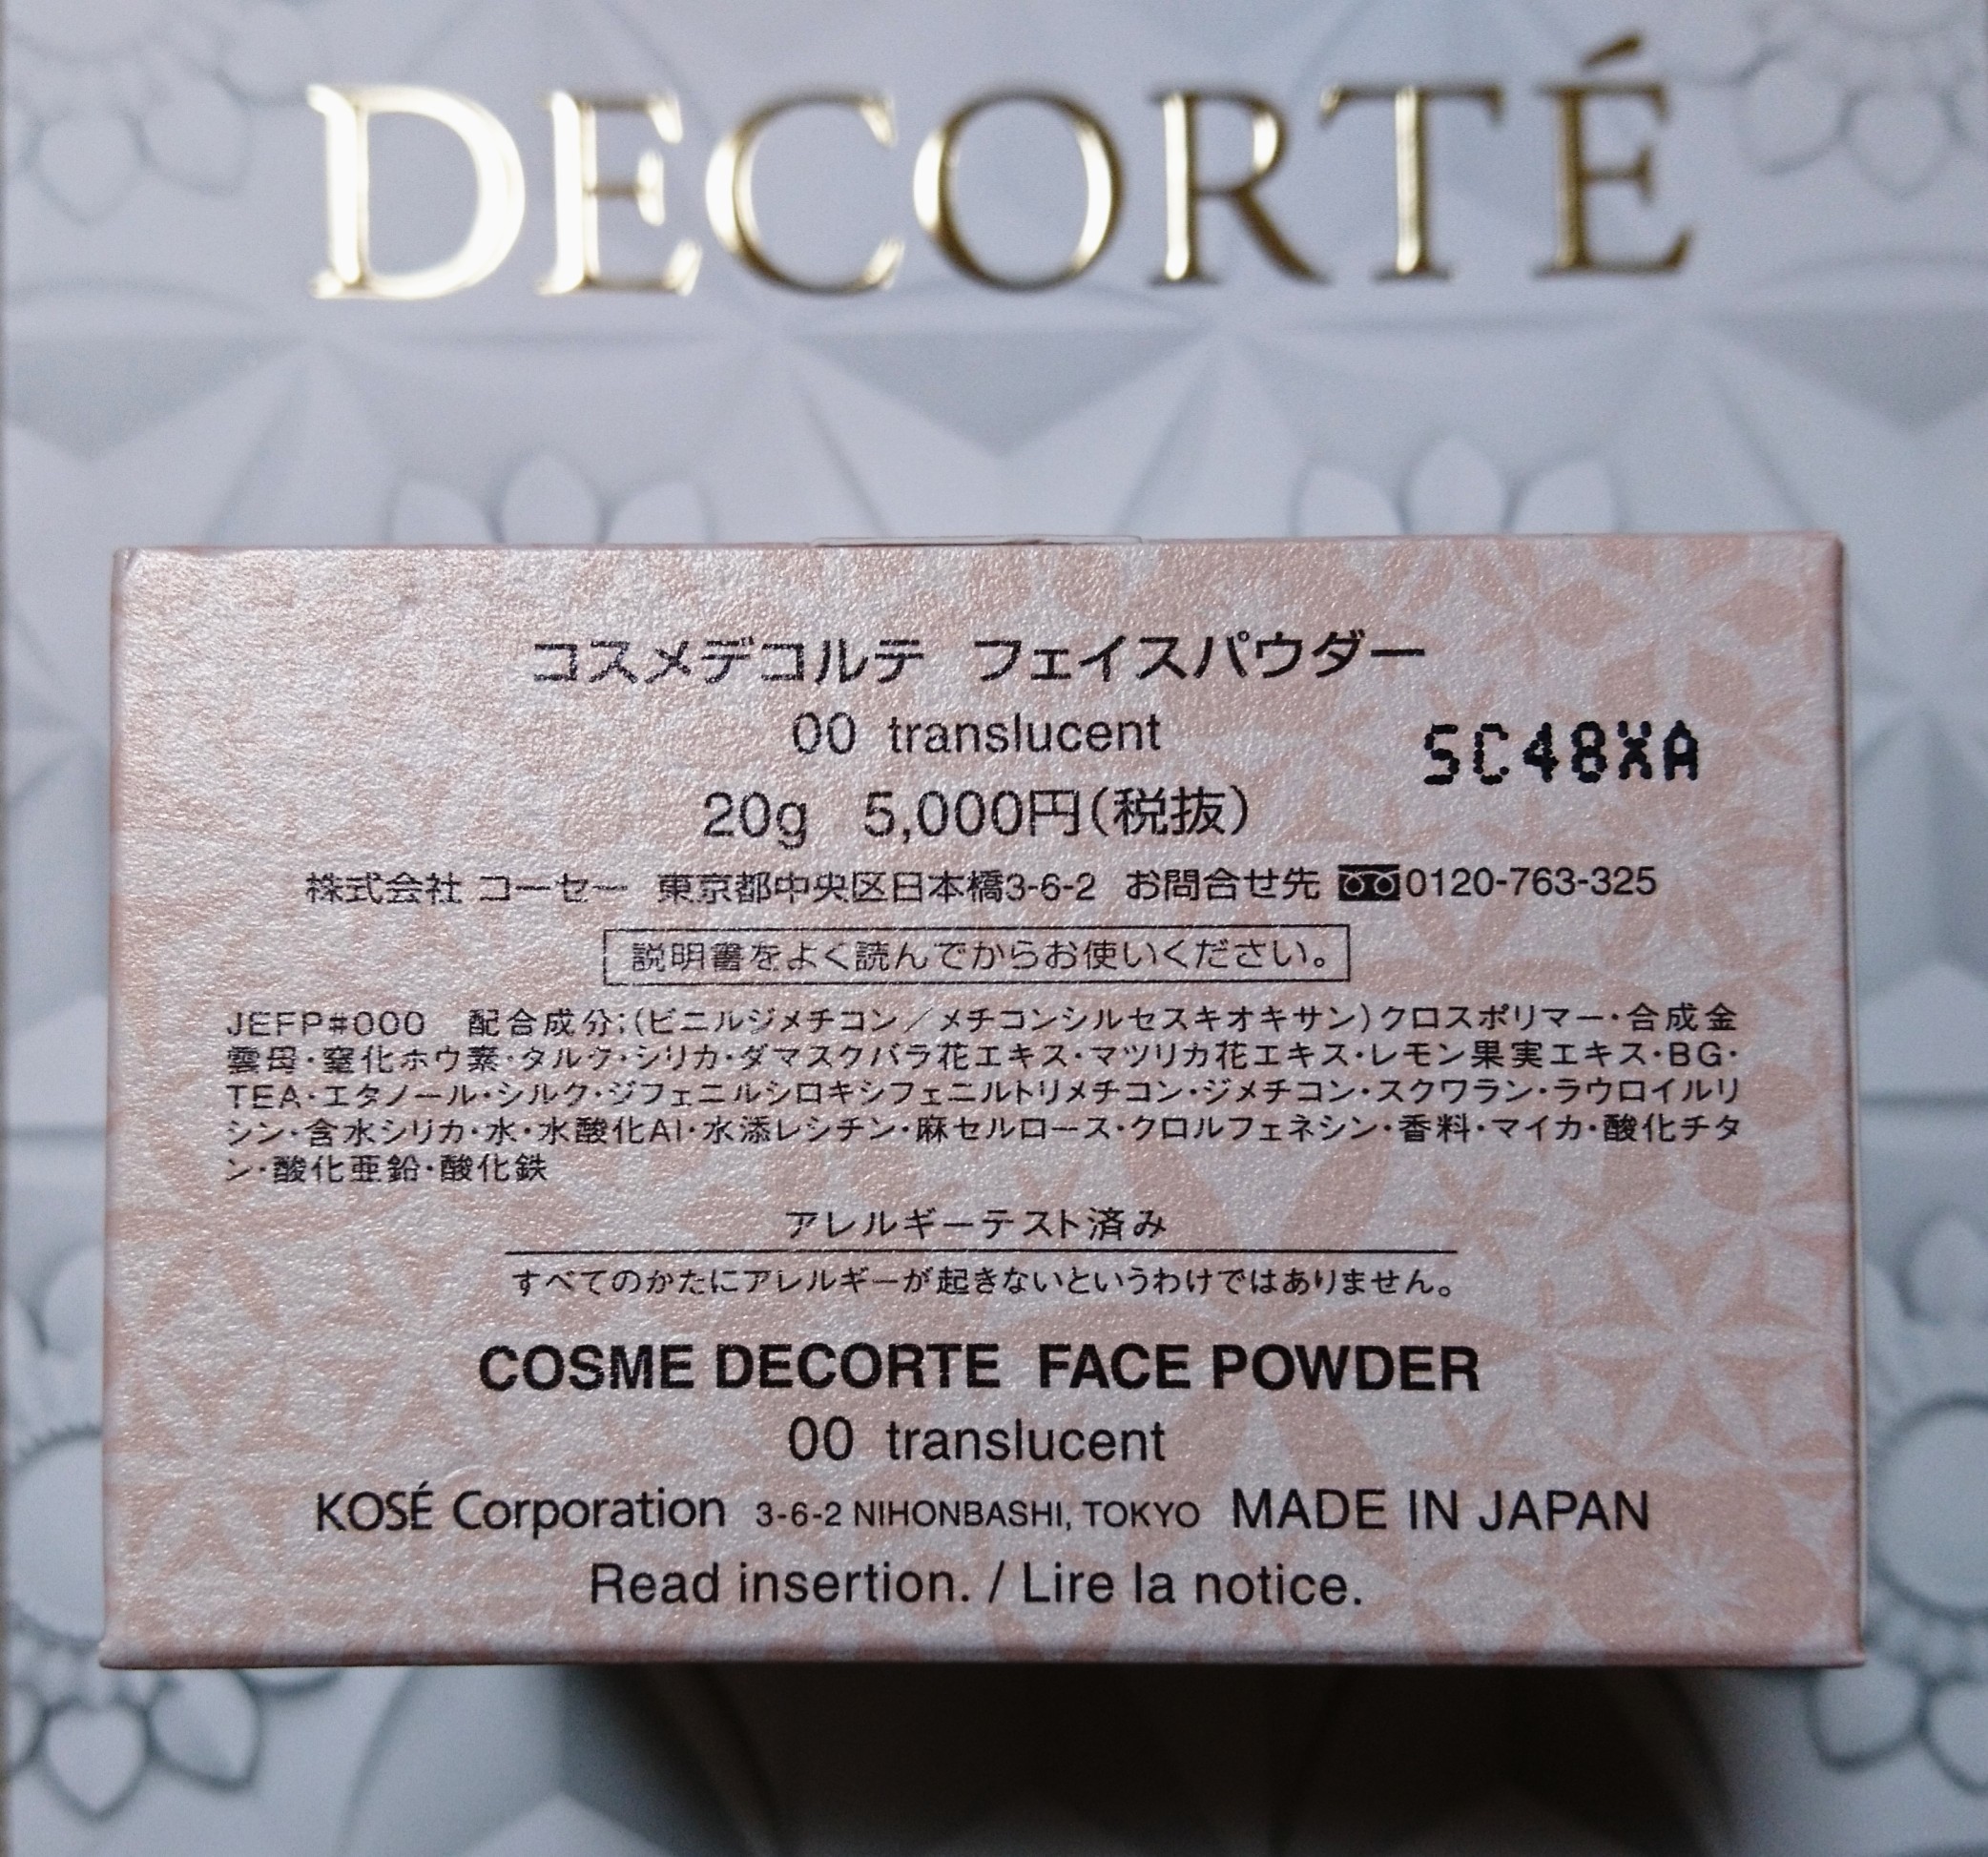 DECORTÉ
コスメデコルテ フェイスパウダー
00 translucent
SC48XA
20g 5,000円(税抜)
株式会社 コーセー 東京都中央区日本橋3-6-2 お問合せ先 0120-763-325
説明書をよく読んでからお使いください。
JEFP#000 配合成分:(ビニルジメチコン/メチコンシルセスキオキサン)クロスポリマー・合成金
雲母・窒化ホウ素・タルク・シリカ・ダマスクバラ花エキス・マツリカ花エキス・レモン果実エキス・BG・
TEA・エタノール・シルク・ジフェニルシロキシフェニルトリメチコン・ジメチコン・スクワラン・ラウロイルリ
シン・含水シリカ・水・水酸化Al・水添レシチン・麻セルロース・クロルフェネシン・香料・マイカ・酸化チタ
ン・酸化亜鉛・酸化鉄
アレルギーテスト済み
すべてのかたにアレルギーが起きないというわけではありません。
COSME DECORTE FACE POWDER
00 translucent
KOSÉ Corporation 3-6-2 NIHONBASHI, TOKYO MADE IN JAPAN
Read insertion. / Lire la notice.